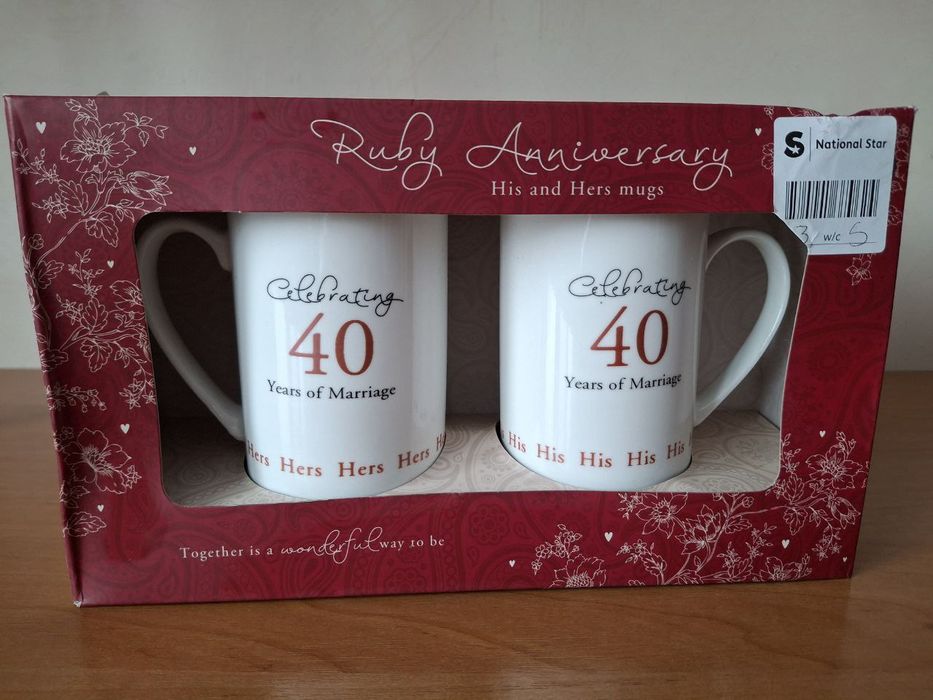 Ruby Anniversary
His and Hers mugs
S National Star
3/ w/c 5
Celebrating
40
Years of Marriage
Hers Hers Hers Hers
Celebrating
40
Years of Marriage
His His His His His
Together is a wonderful way to be